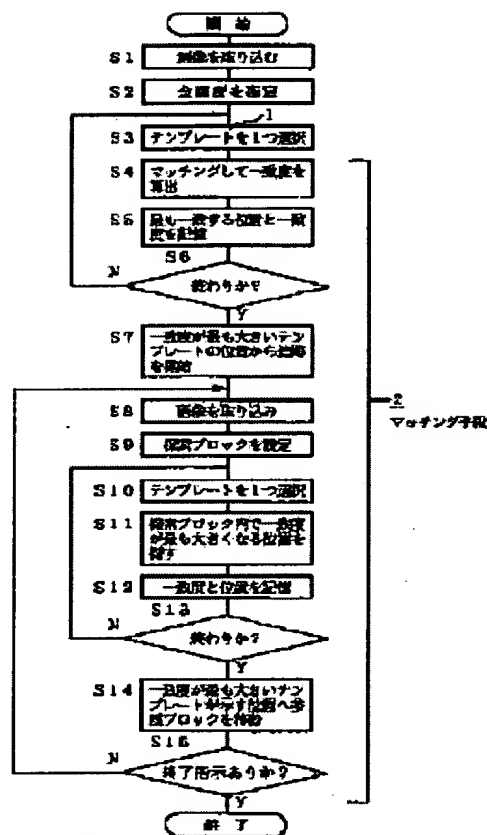 開始
S1
画像を取り込む
S2
全画面を指定
1
S3
テンプレートを1つ選択
S4
マッチングして一致度を
算出
S5
最も一致する位置と一致
度を記憶
S6
N
終わりか?
Y
S7
一致度が最も大きいテン
プレートの位置から追跡
を開始
S8
画像を取り込み
S9
探索ブロックを設定
2
マッチング手段
S10
テンプレートを1つ選択
S11
探索ブロック内で一致度
が最も大きくなる位置を
探す
S12
一致度と位置を記憶
S13
N
終わりか?
Y
S14
一致度が最も大きいテン
プレートが示す位置へ
ブロックを移動
S15
N
終了指示ありか?
Y
終了